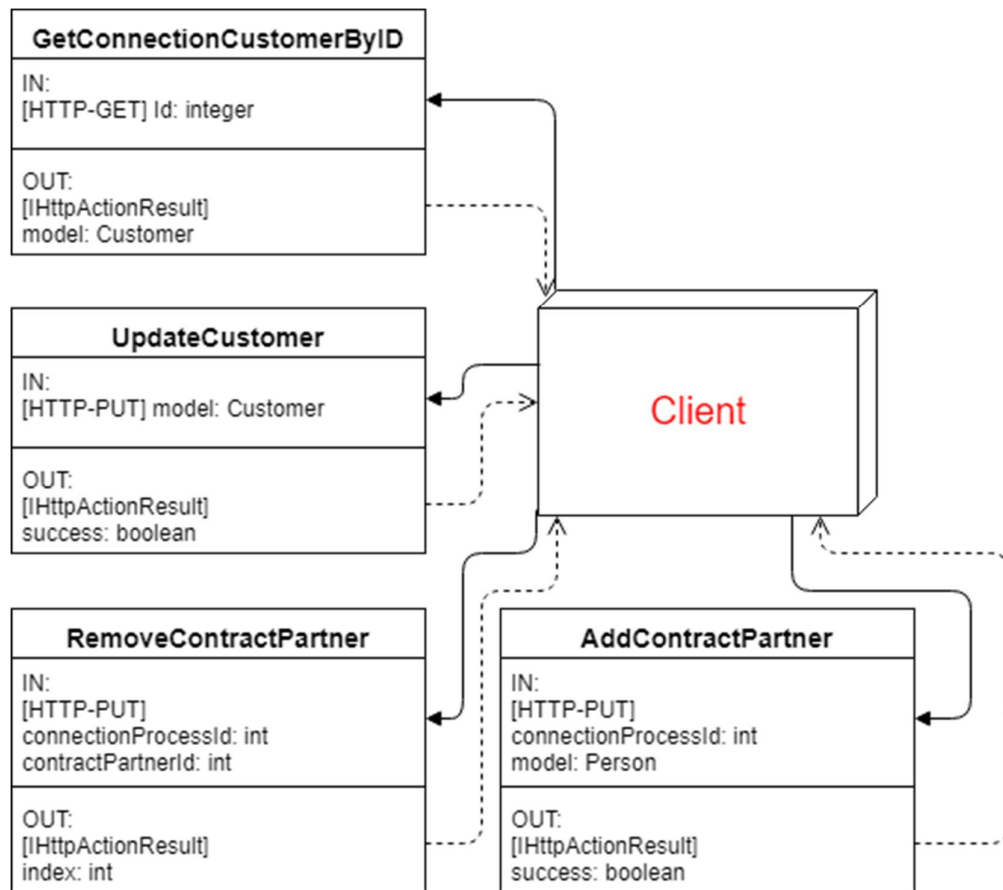 GetConnectionCustomerByID
IN:
[HTTP-GET] Id: integer
OUT:
[IHttpActionResult]
model: Customer
UpdateCustomer
IN:
[HTTP-PUT] model: Customer
OUT:
[IHttpActionResult]
success: boolean
Client
RemoveContractPartner
IN:
[HTTP-PUT]
connectionProcessId: int
contractPartnerId: int
OUT:
[IHttpActionResult]
index: int
AddContractPartner
IN:
[HTTP-PUT]
connectionProcessId: int
model: Person
OUT:
[IHttpActionResult]
success: boolean